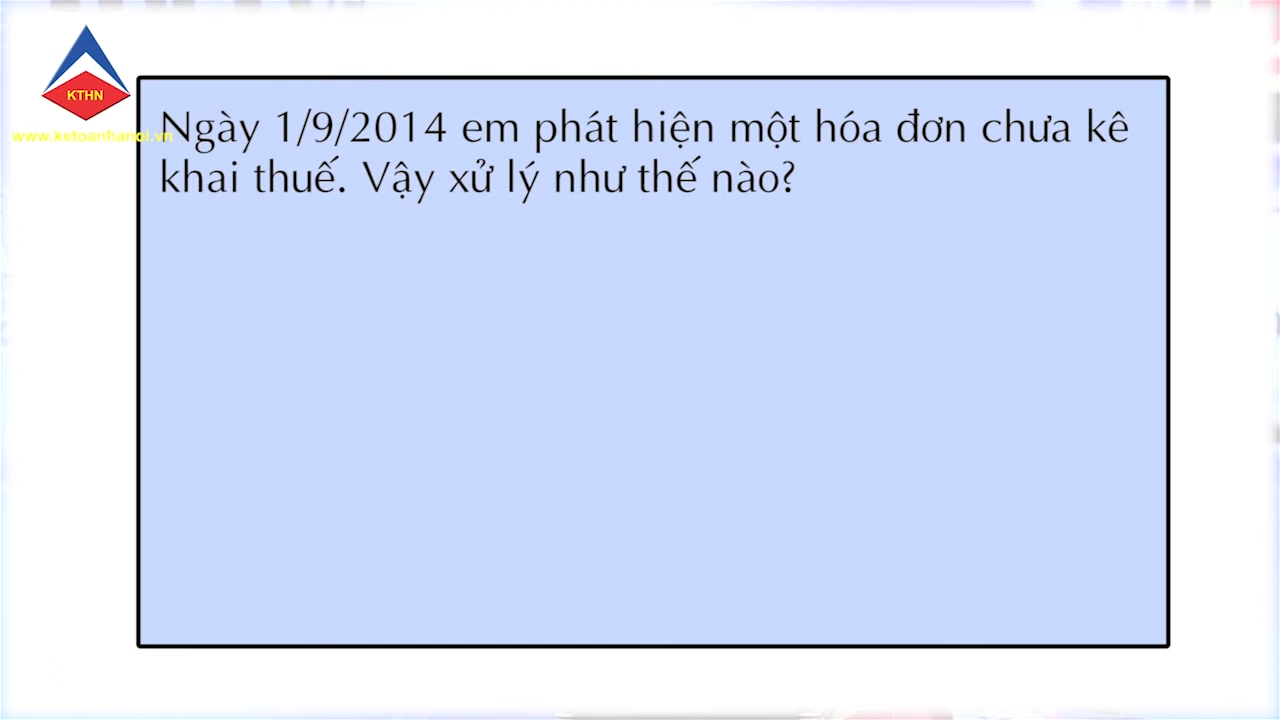 KTHN
www.ketoanhanoi.vn
Ngày 1/9/2014 em phát hiện một hóa đơn chưa kê
khai thuế. Vậy xử lý như thế nào?